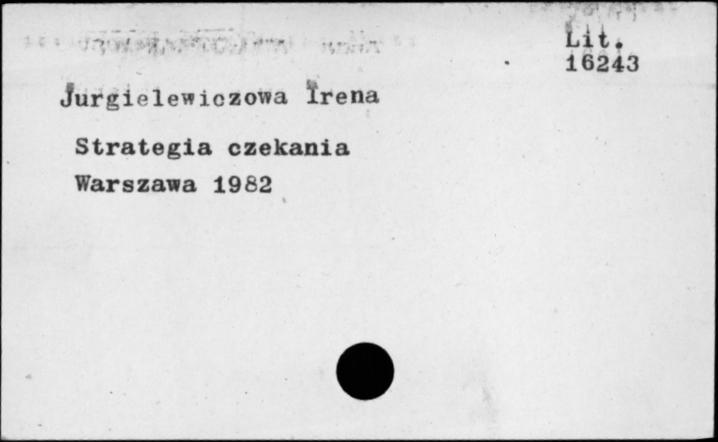 Lit.
16243
Jurgielewiczowa Irena
Strategia czekania
Warszawa 1982